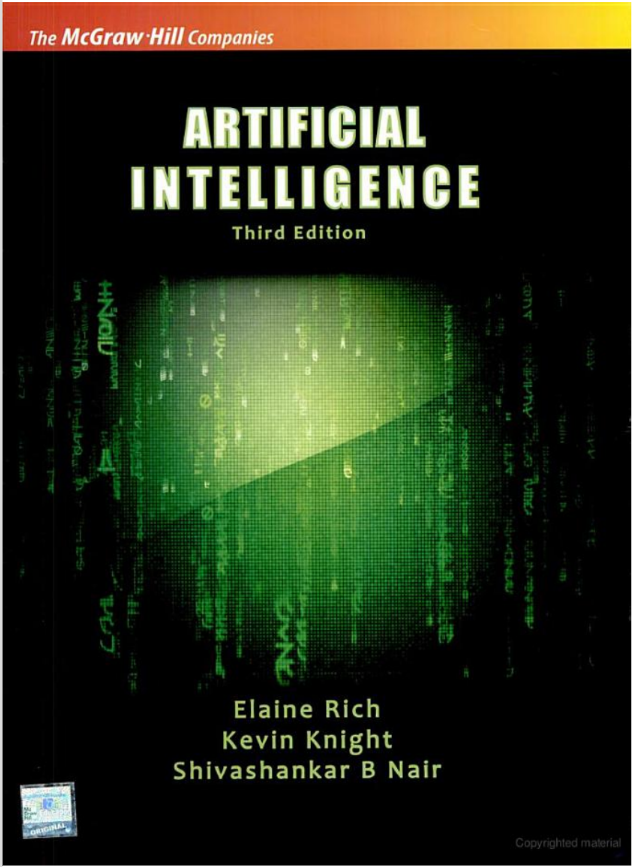 The McGraw·Hill Companies
ARTIFICIAL
INTELLIGENCE
Third Edition
Elaine Rich
Kevin Knight
Shivashankar B Nair
ORIGINAL
Copyrighted material